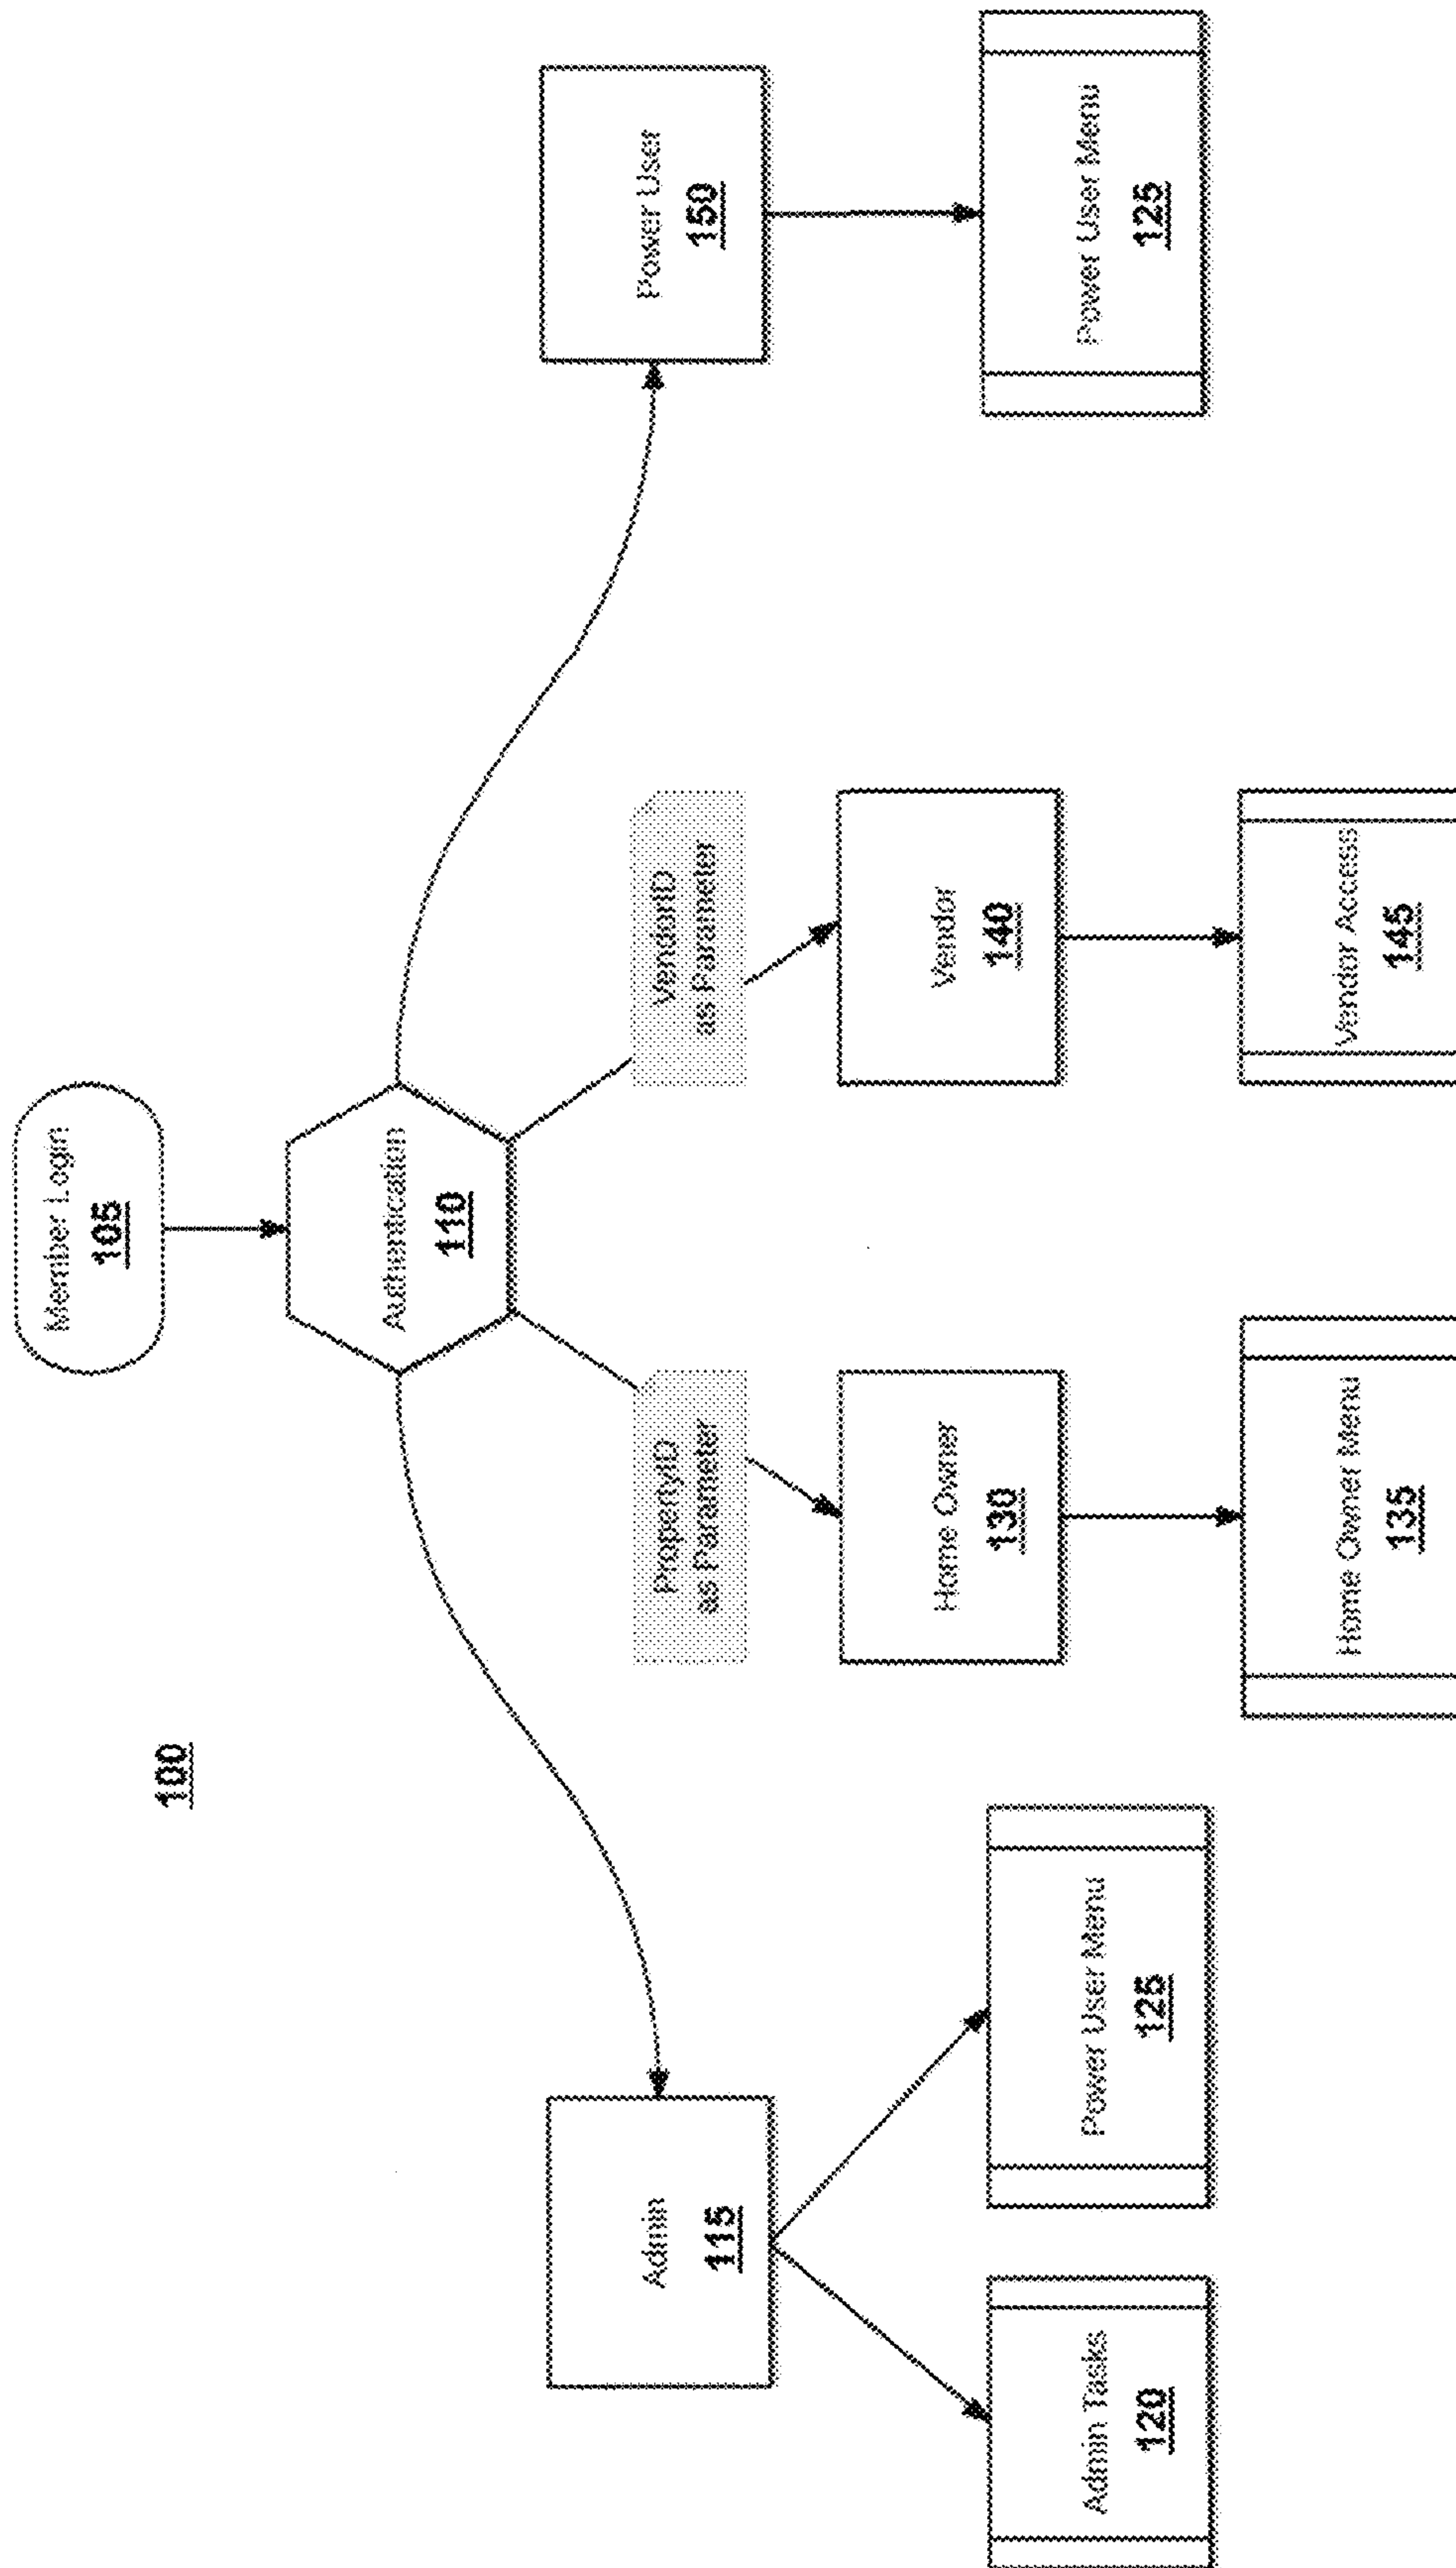 100
Member Login
105
Authentication
110
PropertyID
as Parameter
VendorID
as Parameter
Admin
115
Power User
150
Home Owner
130
Vendor
140
Admin Tasks
120
Power User Menu
125
Power User Menu
125
Home Owner Menu
135
Vendor Access
145